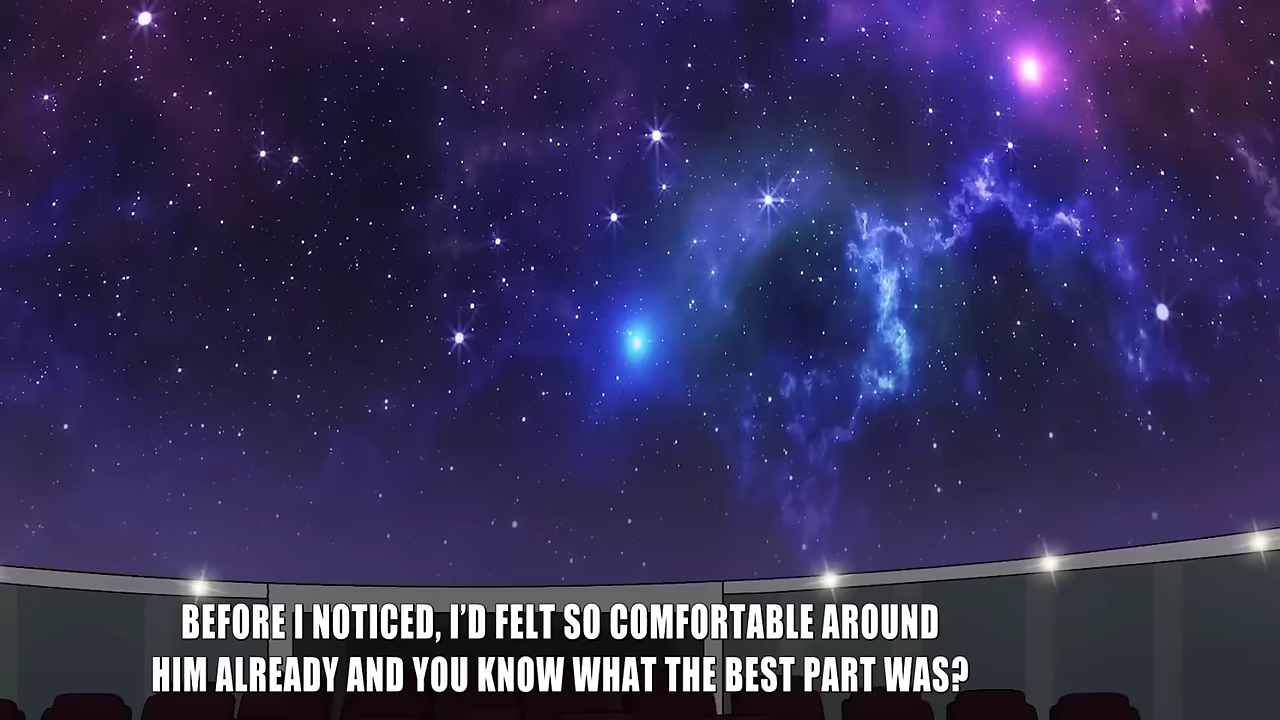 BEFORE I NOTICED, I'D FELT SO COMFORTABLE AROUND
HIM ALREADY AND YOU KNOW WHAT THE BEST PART WAS?